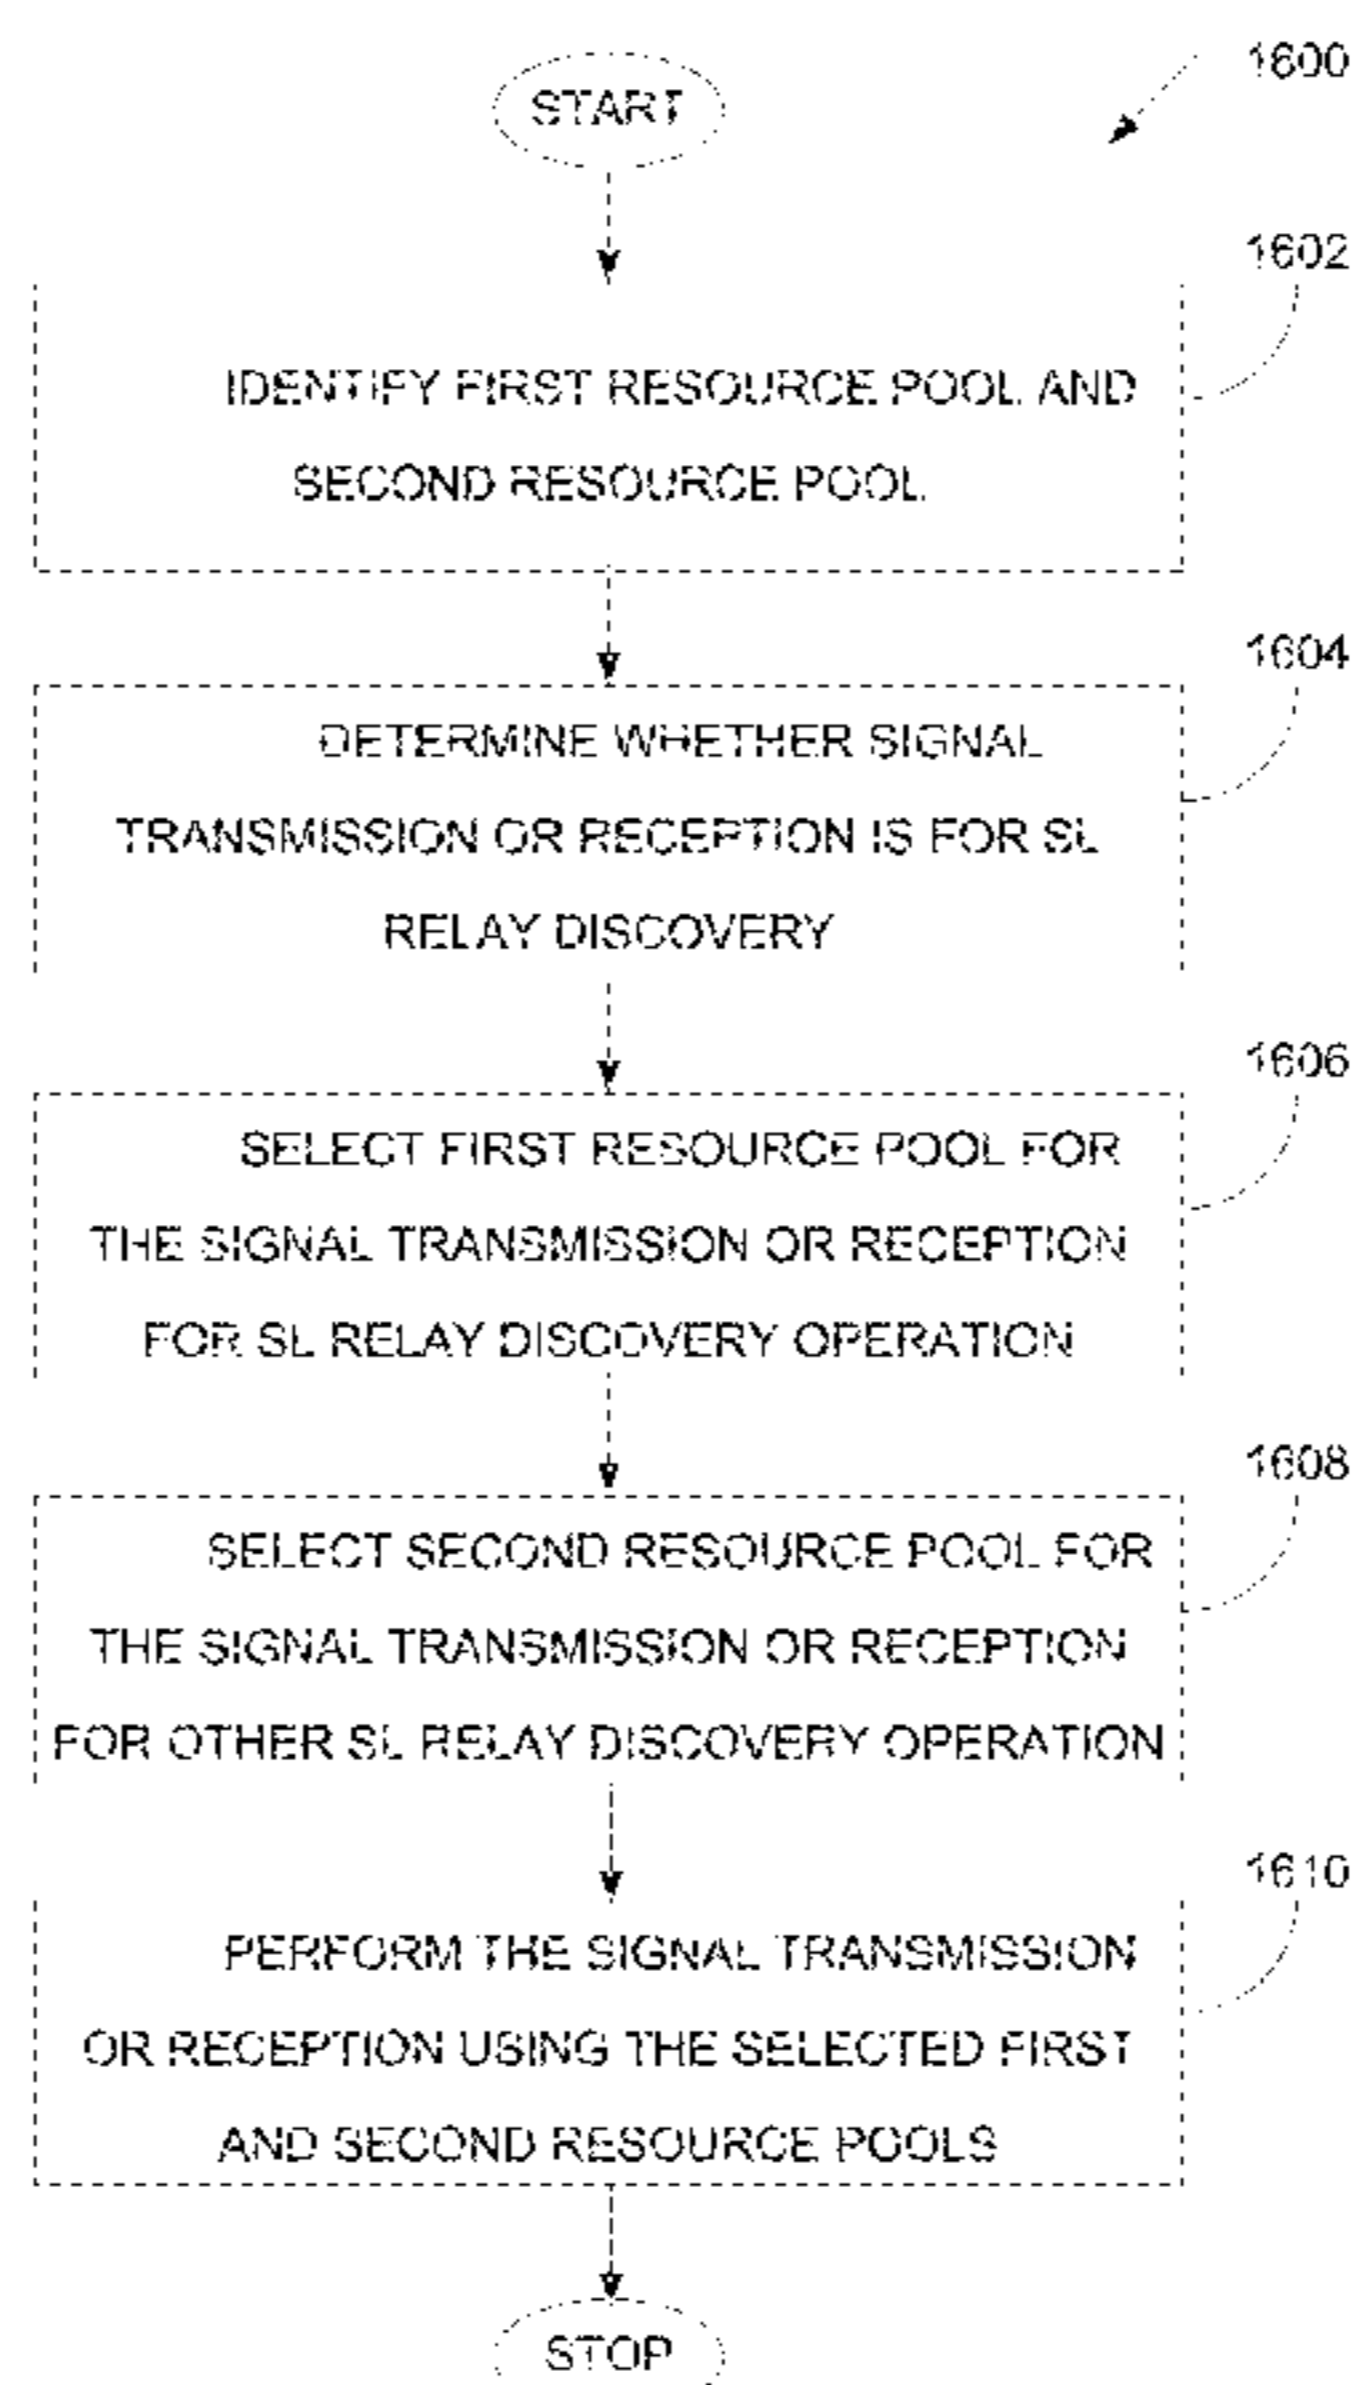 1600
START
1602
IDENTIFY FIRST RESOURCE POOL AND
SECOND RESOURCE POOL
1604
DETERMINE WHETHER SIGNAL
TRANSMISSION OR RECEPTION IS FOR SL
RELAY DISCOVERY
1606
SELECT FIRST RESOURCE POOL FOR
THE SIGNAL TRANSMISSION OR RECEPTION
FOR SL RELAY DISCOVERY OPERATION
1608
SELECT SECOND RESOURCE POOL FOR
THE SIGNAL TRANSMISSION OR RECEPTION
FOR OTHER SL RELAY DISCOVERY OPERATION
1610
PERFORM THE SIGNAL TRANSMISSION
OR RECEPTION USING THE SELECTED FIRST
AND SECOND RESOURCE POOLS
STOP